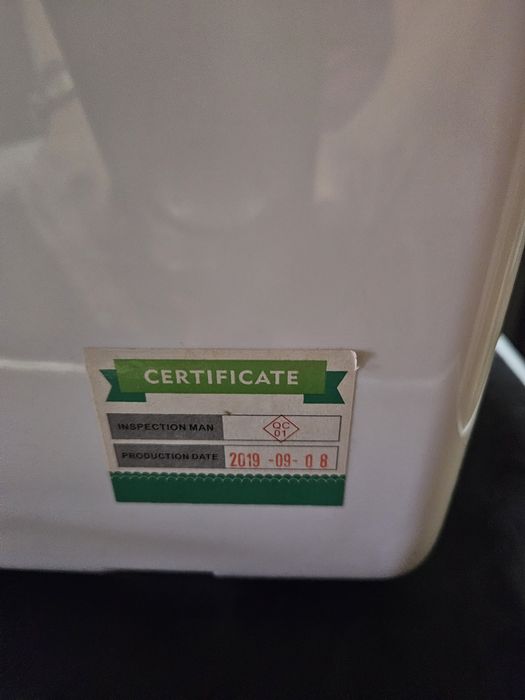 CERTIFICATE
INSPECTION MAN QC 01
PRODUCTION DATE 2019 -09- 0 8